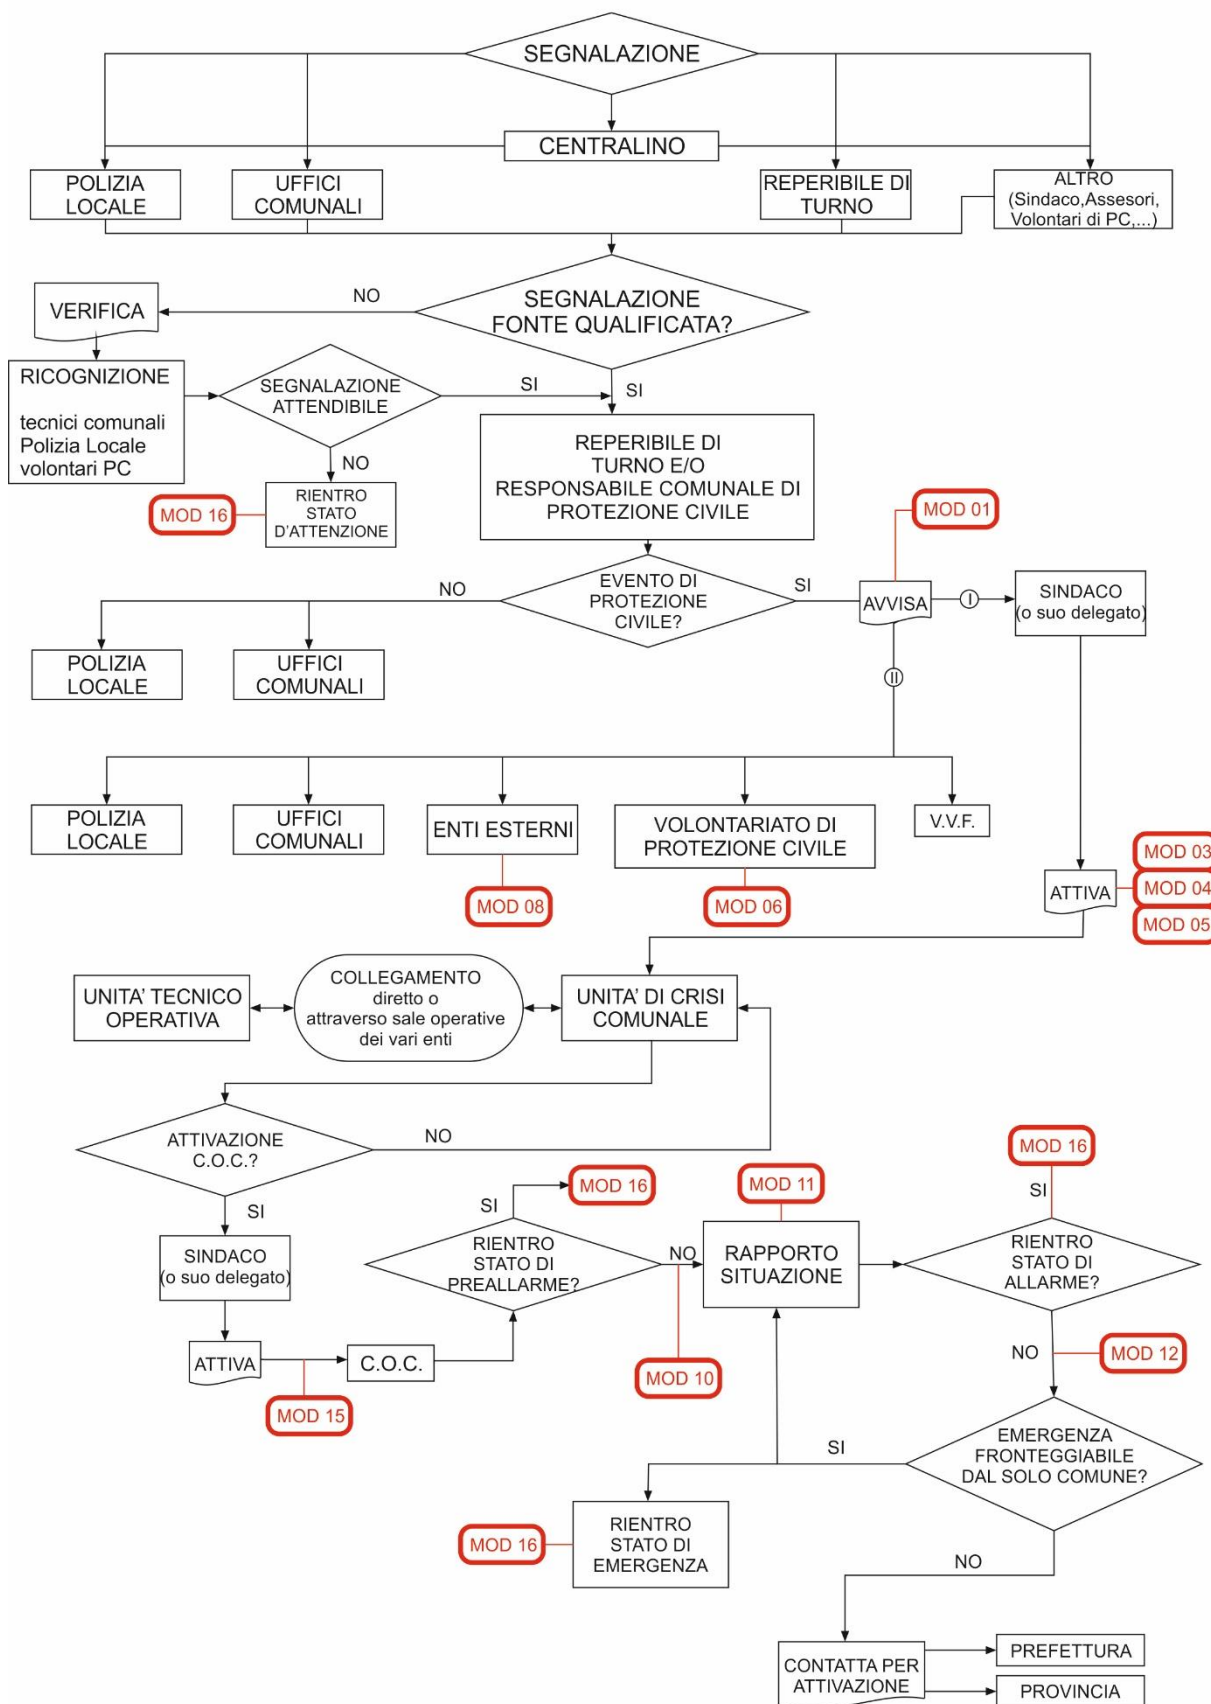 SEGNALAZIONE
CENTRALINO
POLIZIA
LOCALE
UFFICI
COMUNALI
REPERIBILE DI
TURNO
ALTRO
(Sindaco,Assesori,
Volontari di PC,...)
NO
VERIFICA
SEGNALAZIONE
FONTE QUALIFICATA?
RICOGNIZIONE
tecnici comunali
Polizia Locale
volontari PC
SEGNALAZIONE
ATTENDIBILE
SI
SI
NO
MOD 16
RIENTRO
STATO
D'ATTENZIONE
REPERIBILE DI
TURNO E/O
RESPONSABILE COMUNALE DI
PROTEZIONE CIVILE
MOD 01
NO
EVENTO DI
PROTEZIONE
CIVILE?
SI
AVVISA
I
SINDACO
(o suo delegato)
POLIZIA
LOCALE
UFFICI
COMUNALI
II
POLIZIA
LOCALE
UFFICI
COMUNALI
ENTI ESTERNI
VOLONTARIATO DI
PROTEZIONE CIVILE
V.V.F.
MOD 08
MOD 06
ATTIVA
MOD 03
MOD 04
MOD 05
UNITA' TECNICO
OPERATIVA
COLLEGAMENTO
diretto o
attraverso sale operative
dei vari enti
UNITA' DI CRISI
COMUNALE
ATTIVAZIONE
C.O.C.?
NO
SI
SINDACO
(o suo delegato)
ATTIVA
MOD 15
C.O.C.
SI
MOD 16
RIENTRO
STATO DI
PREALLARME?
NO
MOD 10
MOD 11
RAPPORTO
SITUAZIONE
MOD 16
SI
RIENTRO
STATO DI
ALLARME?
NO
MOD 12
EMERGENZA
FRONTEGGIABILE
DAL SOLO COMUNE?
SI
MOD 16
RIENTRO
STATO DI
EMERGENZA
NO
CONTATTA PER
ATTIVAZIONE
PREFETTURA
PROVINCIA